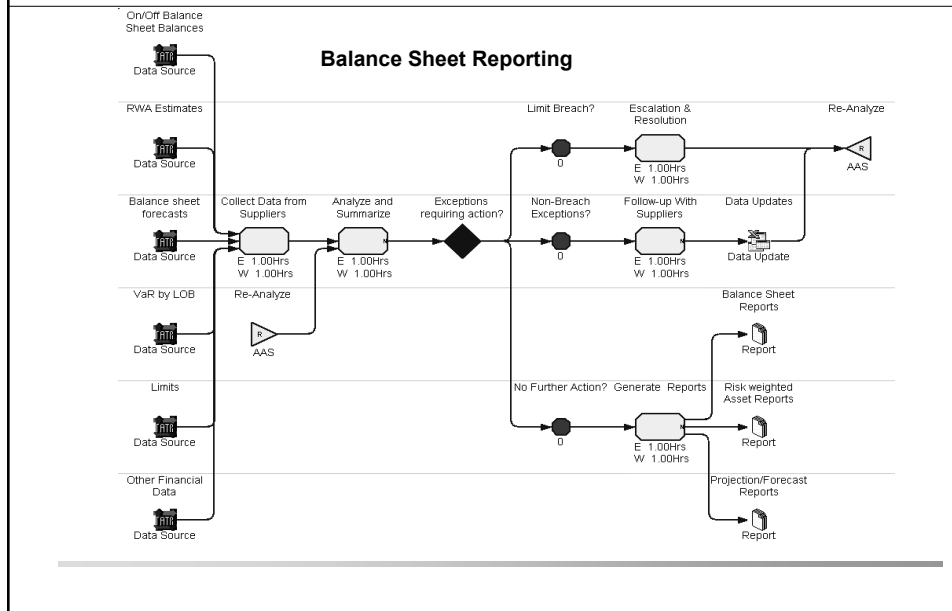 On/Off Balance
Sheet Balances
Data Source
Balance Sheet Reporting
RWA Estimates
Data Source
Limit Breach?
0
Escalation &
Resolution
E 1.00Hrs
W 1.00Hrs
Re-Analyze
R
AAS
Balance sheet
forecasts
Data Source
Collect Data from
Suppliers
E 1.00Hrs
W 1.00Hrs
Analyze and
Summarize
N
E 1.00Hrs
W 1.00Hrs
Exceptions
requiring action?
Non-Breach
Exceptions?
0
Follow-up With
Suppliers
N
E 1.00Hrs
W 1.00Hrs
Data Updates
Data Update
VaR by LOB
Data Source
Re-Analyze
R
AAS
Balance Sheet
Reports
Report
Limits
Data Source
No Further Action?
0
Generate Reports
N
E 1.00Hrs
W 1.00Hrs
Risk weighted
Asset Reports
Report
Other Financial
Data
Data Source
Projection/Forecast
Reports
Report